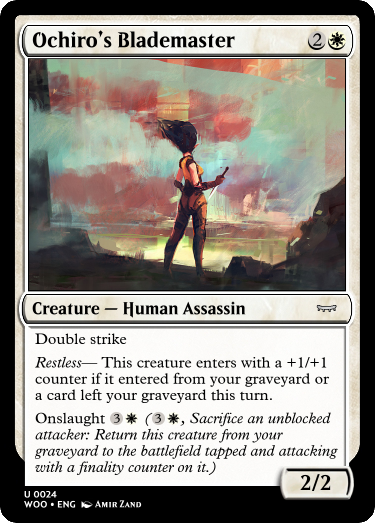 Ochiro's Blademaster 2
Creature — Human Assassin
Double strike
Restless— This creature enters with a +1/+1
counter if it entered from your graveyard or
a card left your graveyard this turn.
Onslaught 3 (3, Sacrifice an unblocked
attacker: Return this creature from your
graveyard to the battlefield tapped and attacking
with a finality counter on it.)
2/2
U 0024
WOO • ENG Amir Zand